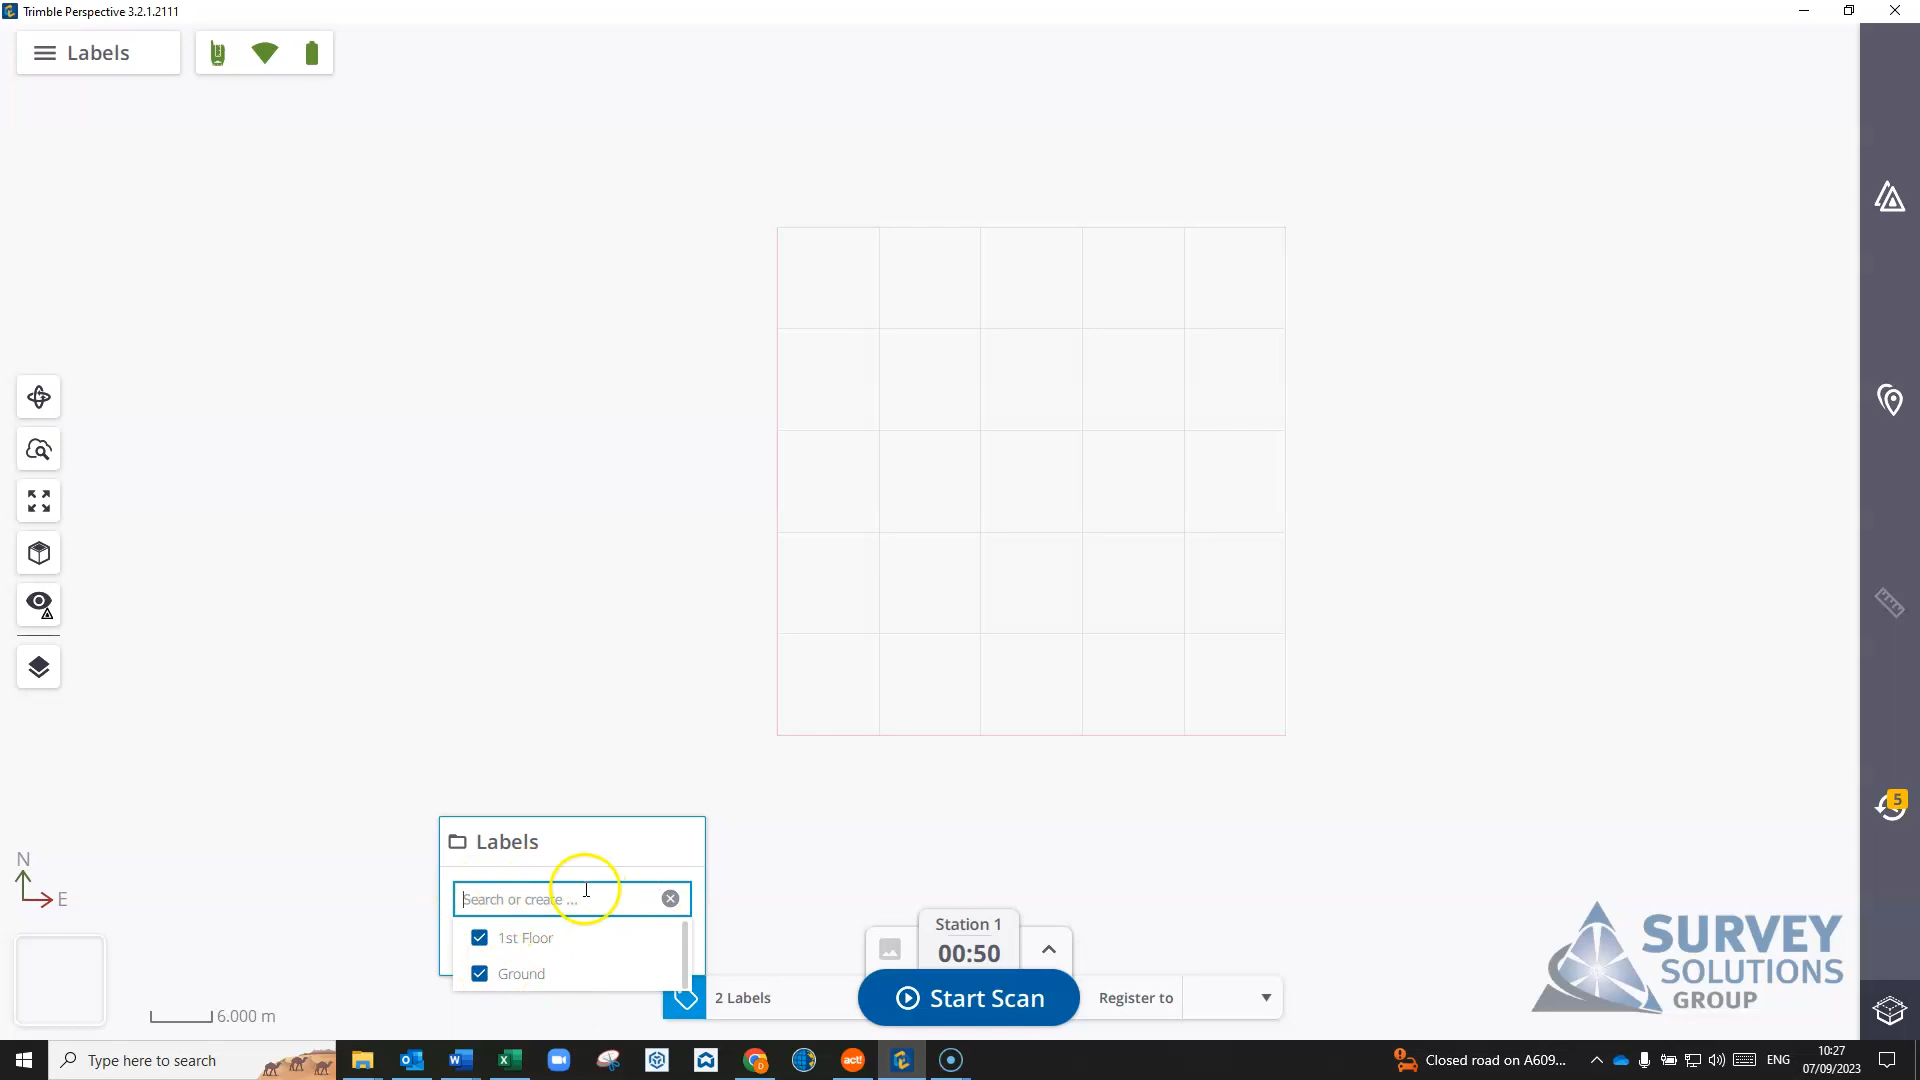 Trimble Perspective 3.2.1.2111
Labels
N
E
6.000 m
Labels
Search or create ...
1st Floor
Ground
2 Labels
Station 1
00:50
Start Scan
Register to
5
SURVEY
SOLUTIONS
GROUP
Type here to search
act!
Closed road on A609...
ENG
10:27
07/09/2023